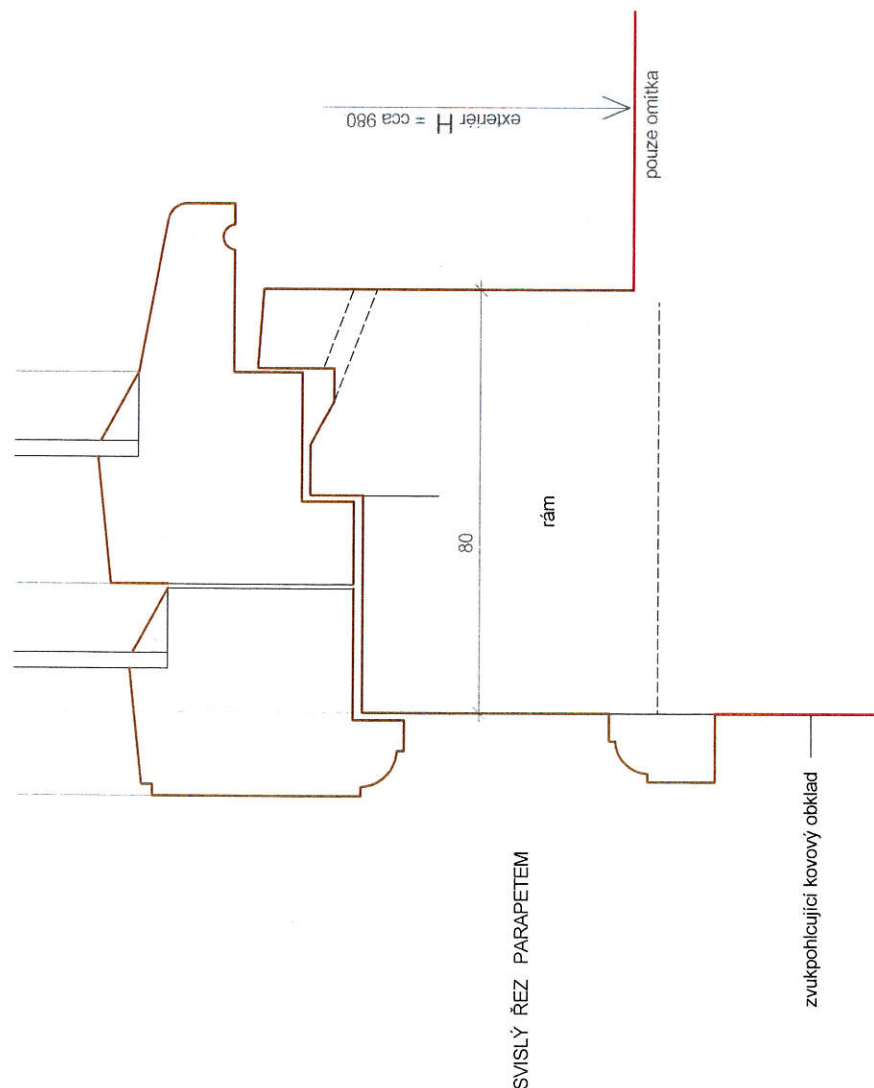 exteriér H = cca 980
pouze omítka
80
rám
SVISLÝ ŘEZ PARAPETEM
zvukpohlcující kovový obklad